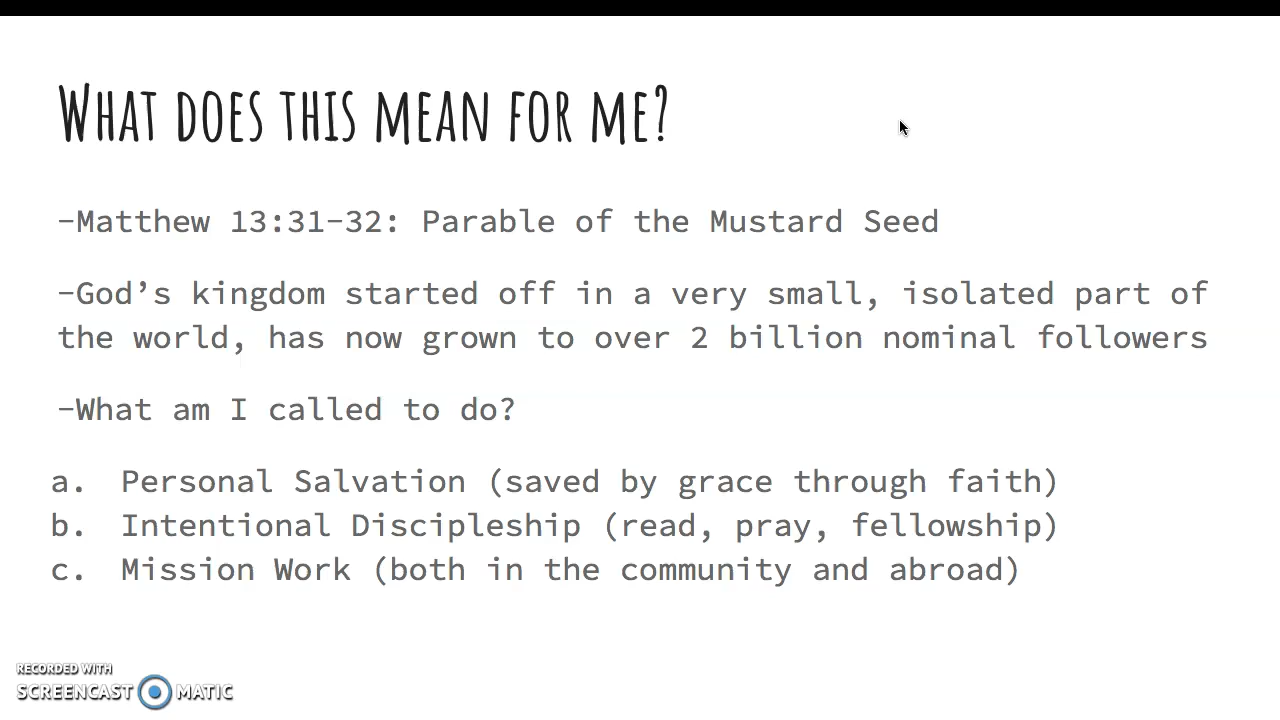 What does this mean for me?
-Matthew 13:31-32: Parable of the Mustard Seed
-God’s kingdom started off in a very small, isolated part of
the world, has now grown to over 2 billion nominal followers
-What am I called to do?
a. Personal Salvation (saved by grace through faith)
b. Intentional Discipleship (read, pray, fellowship)
c. Mission Work (both in the community and abroad)
RECORDED WITH
SCREENCAST MATIC